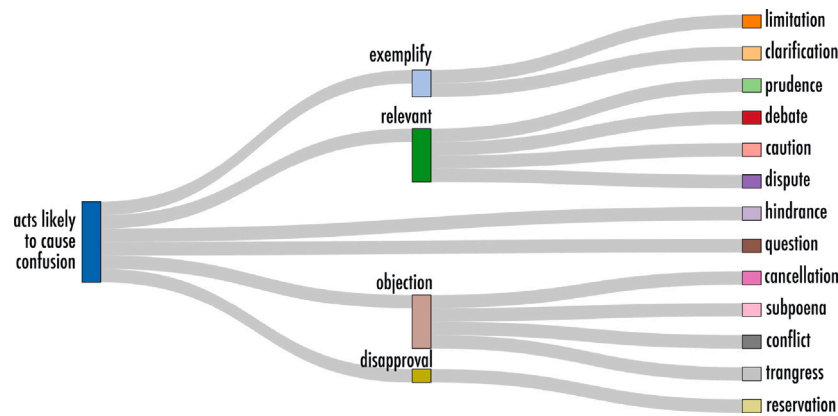 acts likely
to cause
confusion
exemplify
relevant
objection
disapproval
limitation
clarification
prudence
debate
caution
dispute
hindrance
question
cancellation
subpoena
conflict
trangress
reservation